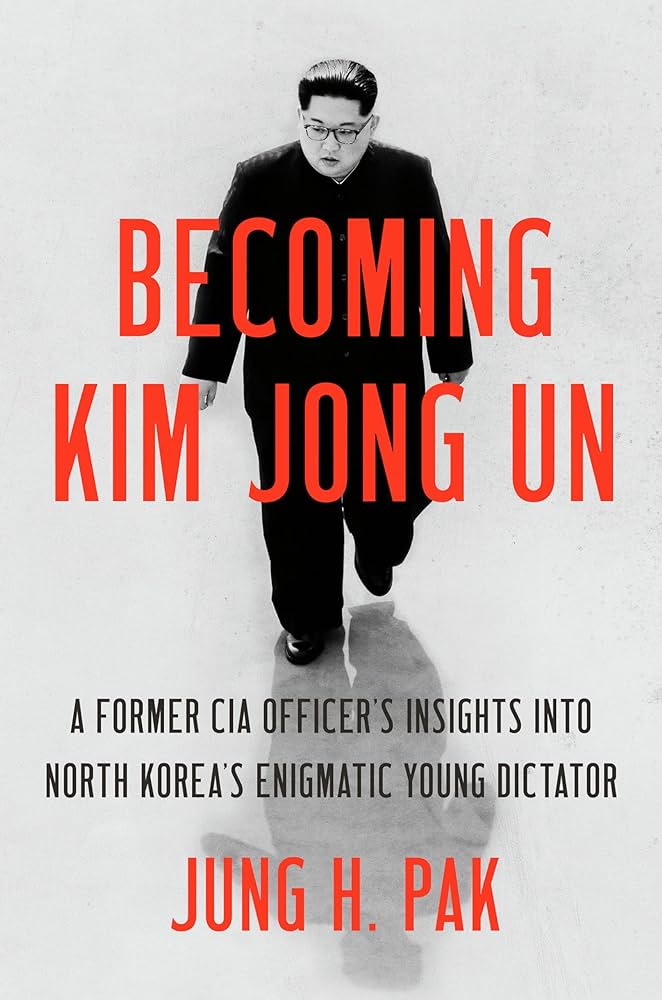 BECOMING
KIM JONG UN
A FORMER CIA OFFICER'S INSIGHTS INTO
NORTH KOREA'S ENIGMATIC YOUNG DICTATOR
JUNG H. PAK